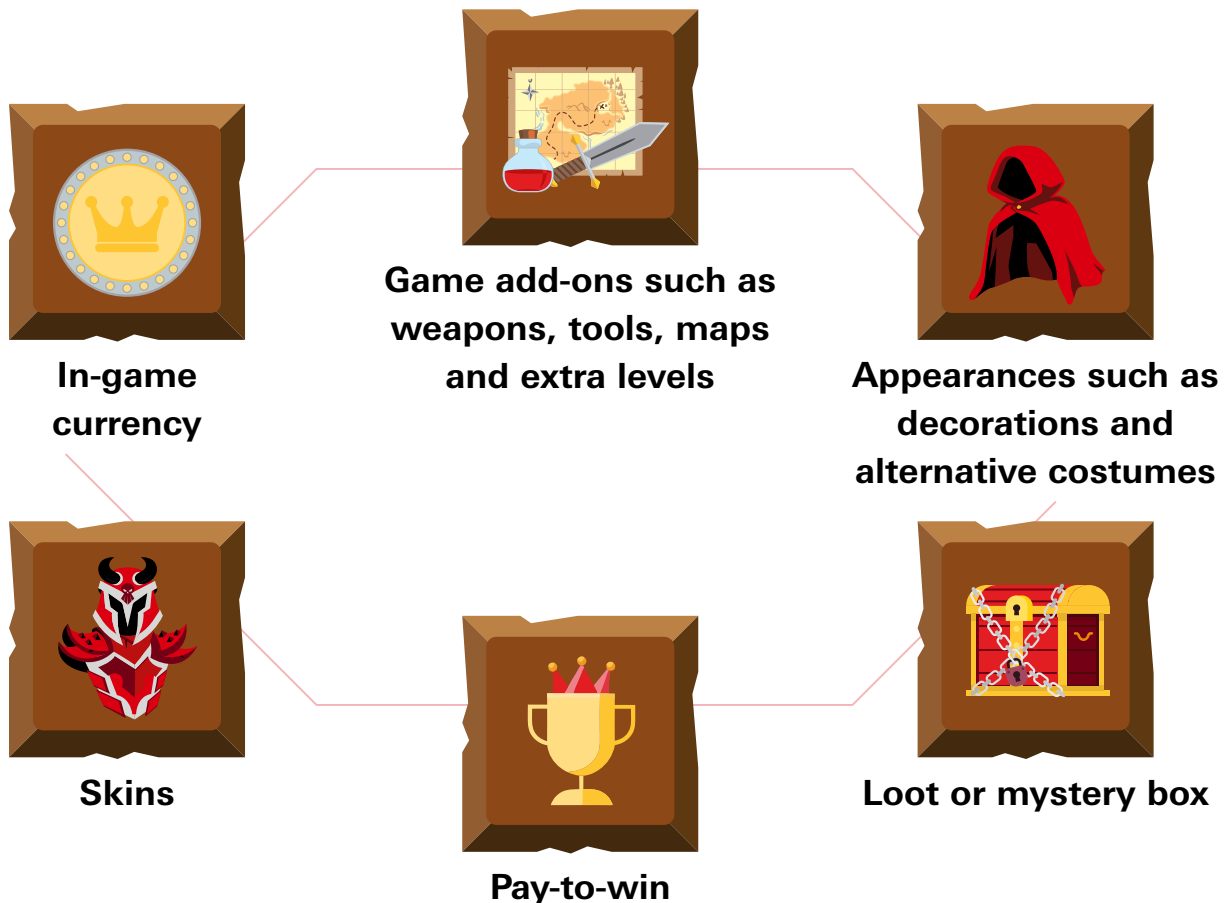 Game add-ons such as
weapons, tools, maps
and extra levels
In-game
currency
Appearances such as
decorations and
alternative costumes
Skins
Pay-to-win
Loot or mystery box